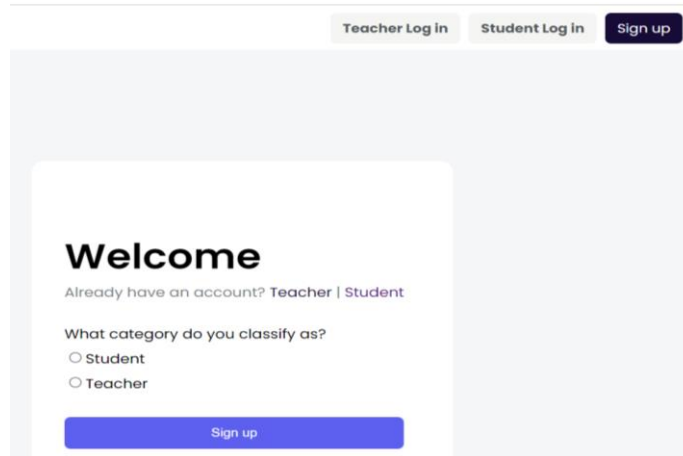 Teacher Log in Student Log in Sign up
Welcome
Already have an account? Teacher | Student
What category do you classify as?
Student
Teacher
Sign up